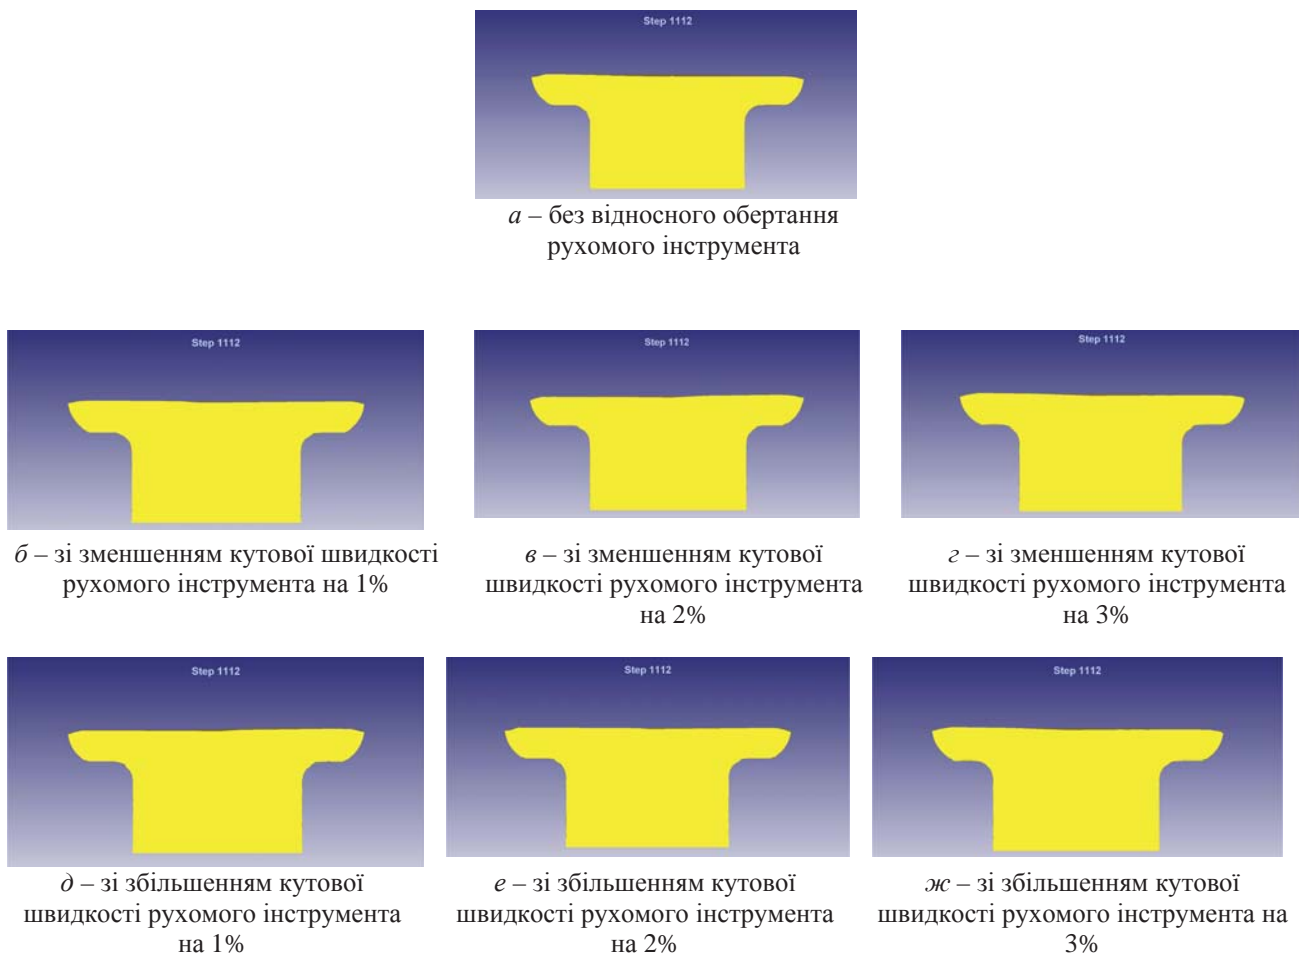 Step 1112
а – без відносного обертання
рухомого інструмента
Step 1112
Step 1112
Step 1112
б – зі зменшенням кутової швидкості
рухомого інструмента на 1%
в – зі зменшенням кутової
швидкості рухомого інструмента
на 2%
г – зі зменшенням кутової
швидкості рухомого інструмента
на 3%
Step 1112
Step 1112
Step 1112
д – зі збільшенням кутової
швидкості рухомого інструмента
на 1%
е – зі збільшенням кутової
швидкості рухомого інструмента
на 2%
ж – зі збільшенням кутової
швидкості рухомого інструмента на
3%